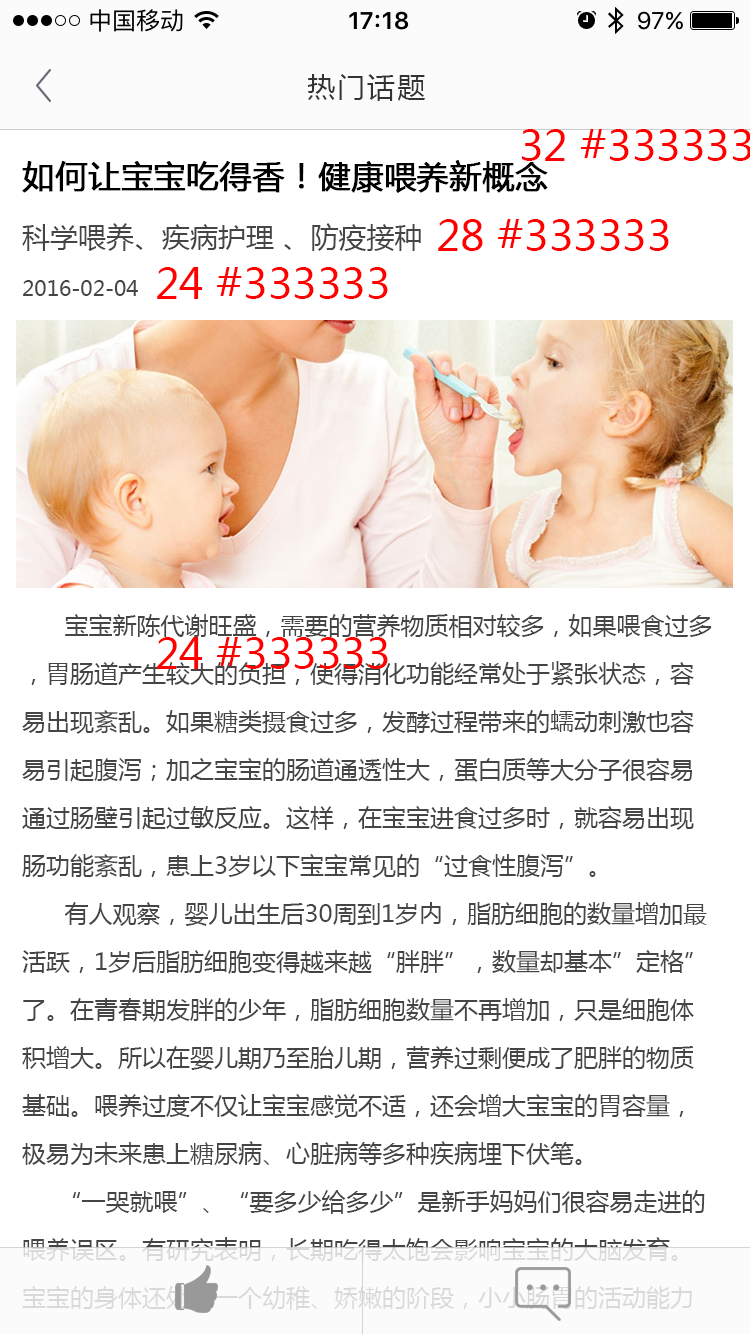 中国移动 17:18 97%
热门话题
32 #333333
如何让宝宝吃得香！健康喂养新概念
科学喂养、疾病护理 、防疫接种 28 #333333
2016-02-04 24 #333333
宝宝新陈代谢旺盛，需要的营养物质相对较多，如果喂食过多
24 #333333
，胃肠道产生较大的负担，使得消化功能经常处于紧张状态，容
易出现紊乱。如果糖类摄食过多，发酵过程带来的蠕动刺激也容
易引起腹泻；加之宝宝的肠道通透性大，蛋白质等大分子很容易
通过肠壁引起过敏反应。这样，在宝宝进食过多时，就容易出现
肠功能紊乱，患上3岁以下宝宝常见的“过食性腹泻”。
有人观察，婴儿出生后30周到1岁内，脂肪细胞的数量增加最
活跃，1岁后脂肪细胞变得越来越“胖胖”，数量却基本”定格”
了。在青春期发胖的少年，脂肪细胞数量不再增加，只是细胞体
积增大。所以在婴儿期乃至胎儿期，营养过剩便成了肥胖的物质
基础。喂养过度不仅让宝宝感觉不适，还会增大宝宝的胃容量，
极易为未来患上糖尿病、心脏病等多种疾病埋下伏笔。
“一哭就喂”、“要多少给多少”是新手妈妈们很容易走进的
喂养误区。有研究表明，长期吃得太饱会影响宝宝的大脑发育。
宝宝的身体还处 一个幼稚、娇嫩的阶段，小小肠胃的活动能力